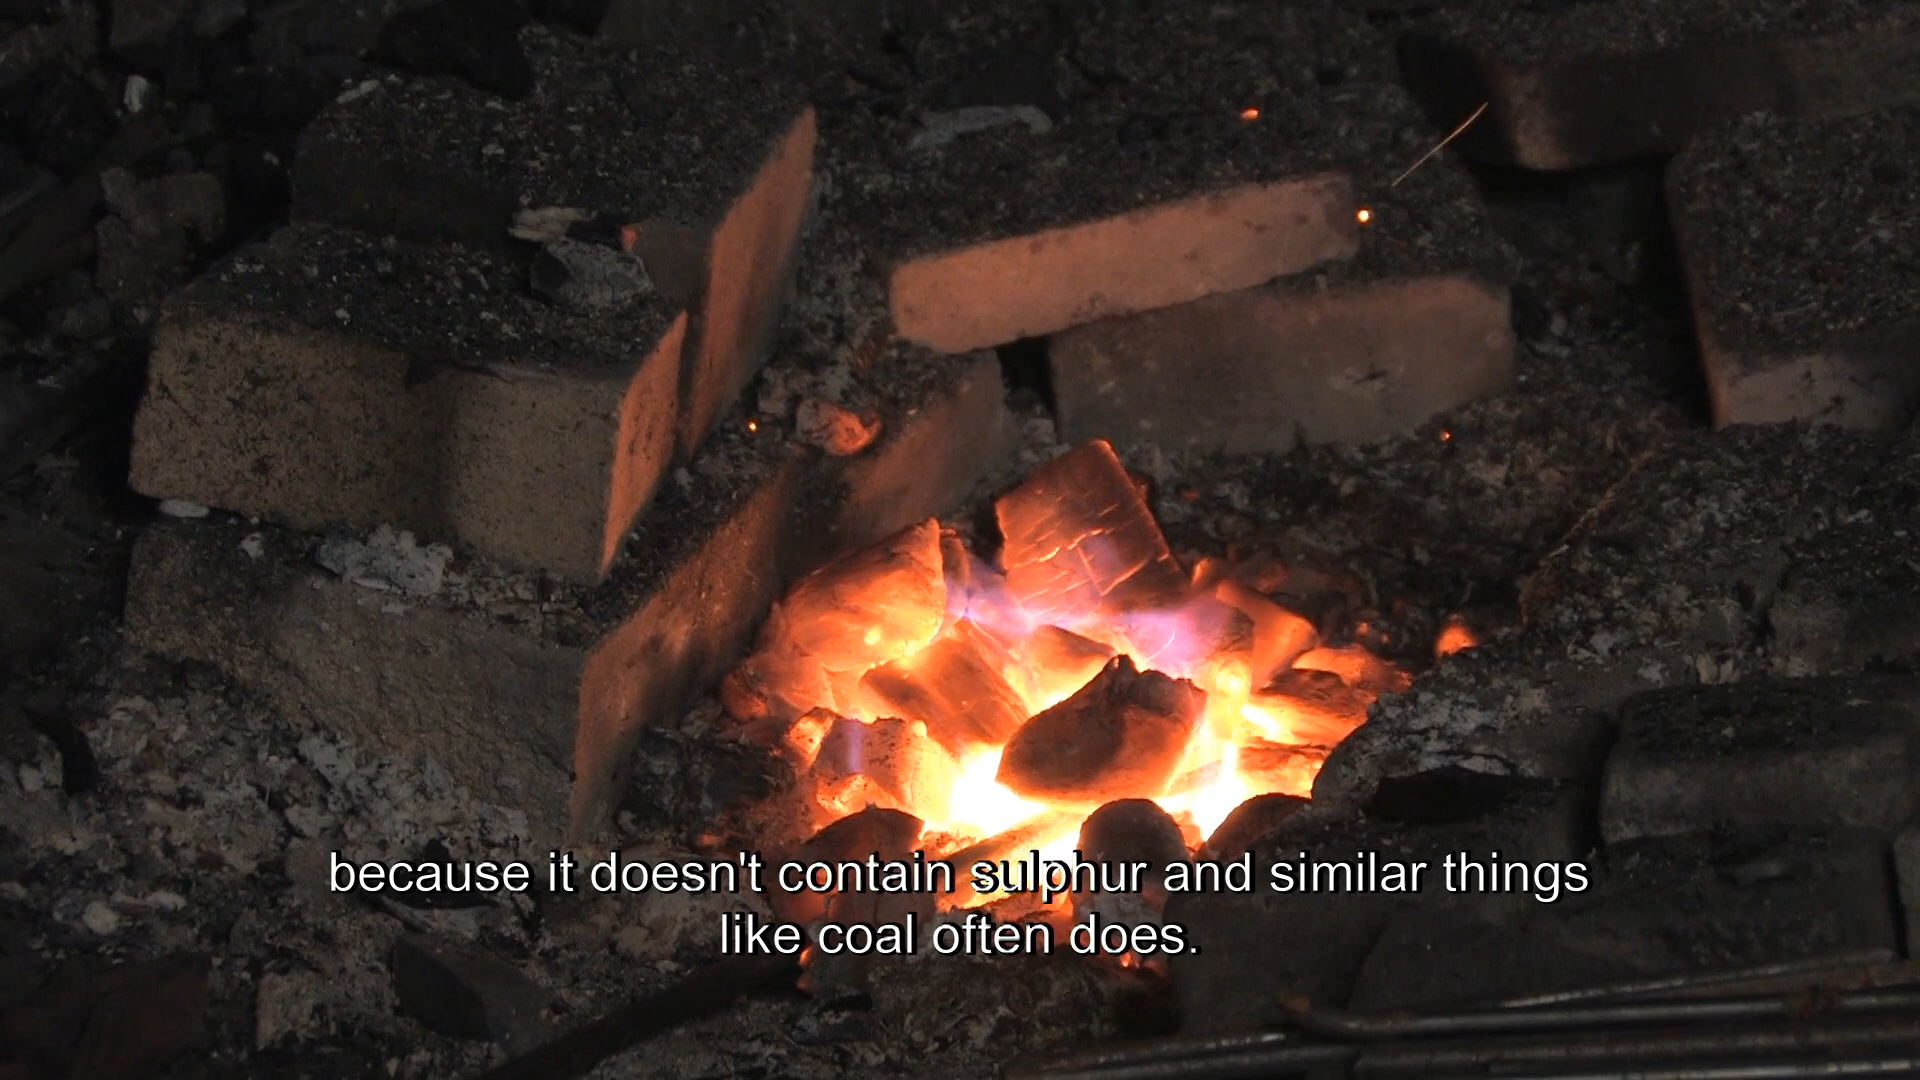 because it doesn't contain sulphur and similar things
like coal often does.